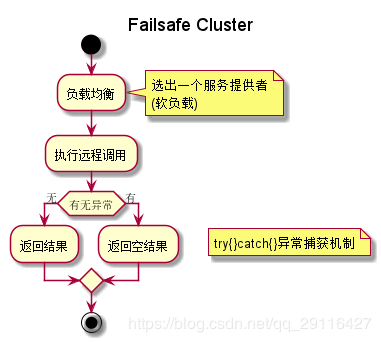 Failsafe Cluster
负载均衡
选出一个服务提供者
(软负载)
执行远程调用
无
有无异常
有
返回结果
返回空结果
try{}catch{}异常捕获机制
https://blog.csdn.net/qq_29116427